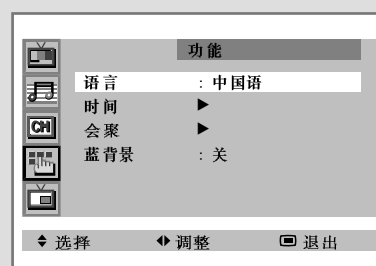 功能
语言 : 中国语
时间 ▶
CH 会聚 ▶
蓝背景 : 关
选择 调整 退出